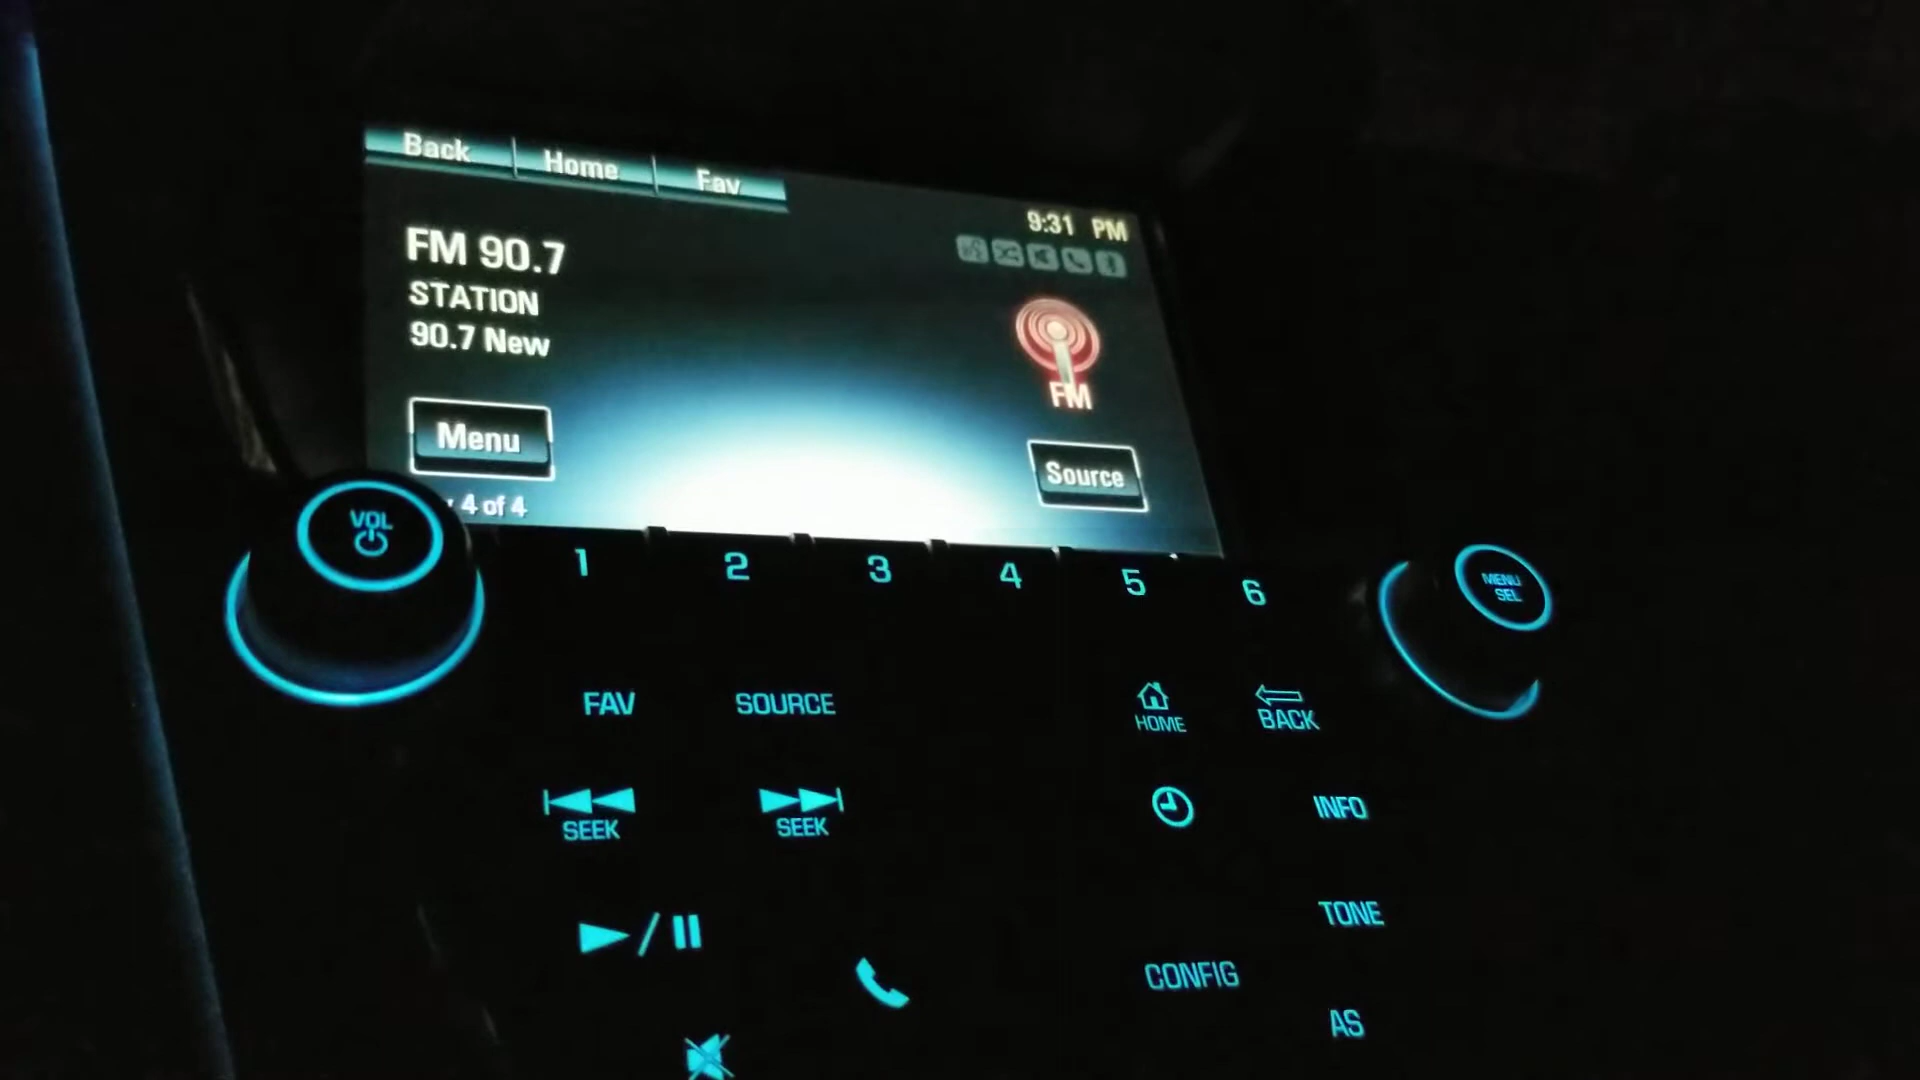 Back Home Fav
9:31 PM
FM 90.7
STATION
90.7 New
FM
Menu
Source
4 of 4
VOL
1 2 3 4 5 6
MENU
SEL
FAV SOURCE
HOME
BACK
SEEK SEEK
INFO
TONE
CONFIG
AS